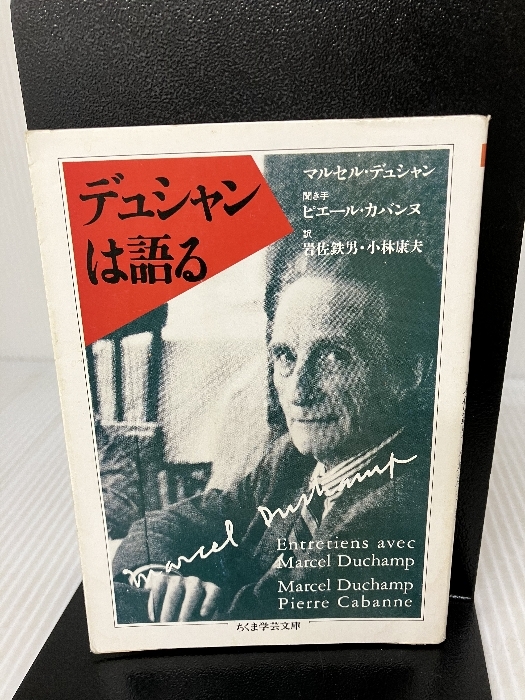 デュシャン
は語る
マルセル・デュシャン
聞き手
ピエール・カバンヌ
訳
岩佐鉄男・小林康夫
Marcel Duchamp
Entretiens avec
Marcel Duchamp
Marcel Duchamp
Pierre Cabanne
ちくま学芸文庫